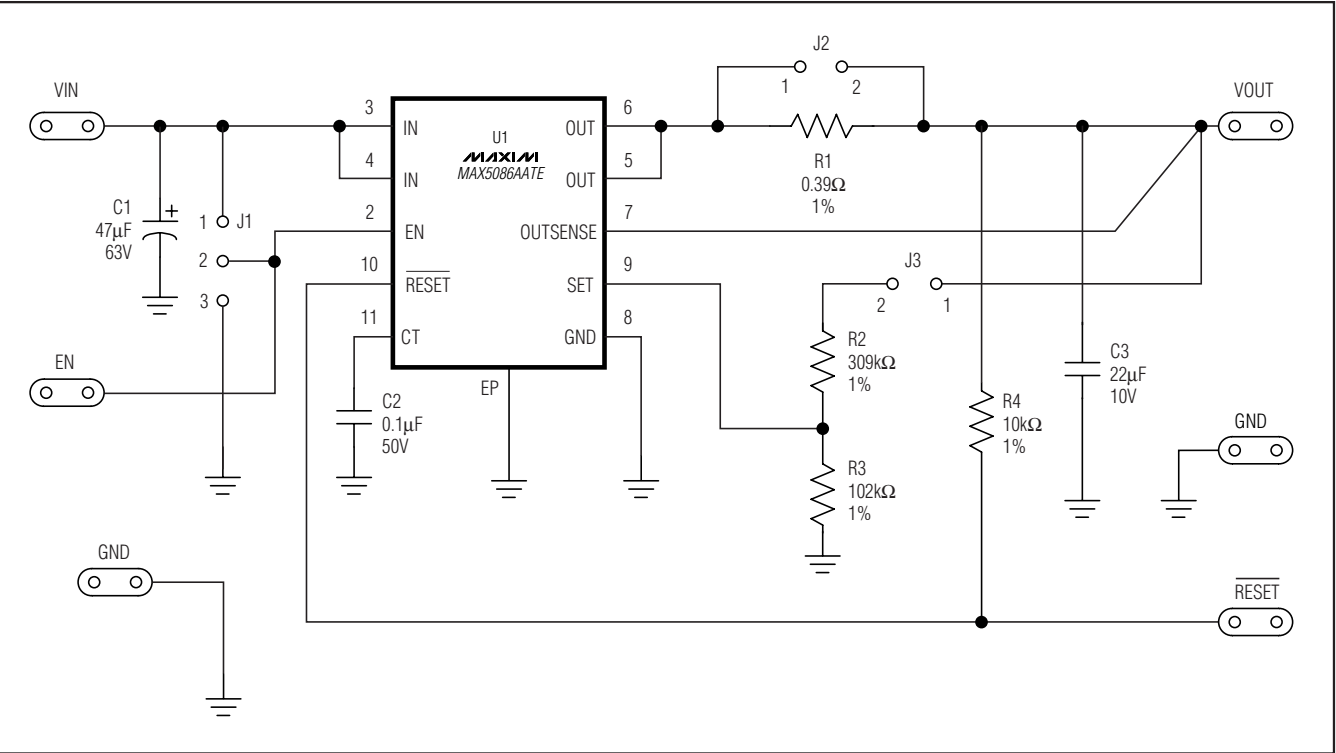 VIN
C1
47μF
63V
1
J1
2
3
EN
GND
3
4
2
10
11
IN
IN
EN
RESET
CT
U1
MAXIM
MAX5086AATE
OUT
OUT
OUTSENSE
SET
GND
EP
6
5
7
9
8
C2
0.1μF
50V
J2
1
2
R1
0.39Ω
1%
J3
2
1
R2
309kΩ
1%
R3
102kΩ
1%
R4
10kΩ
1%
C3
22μF
10V
VOUT
GND
RESET